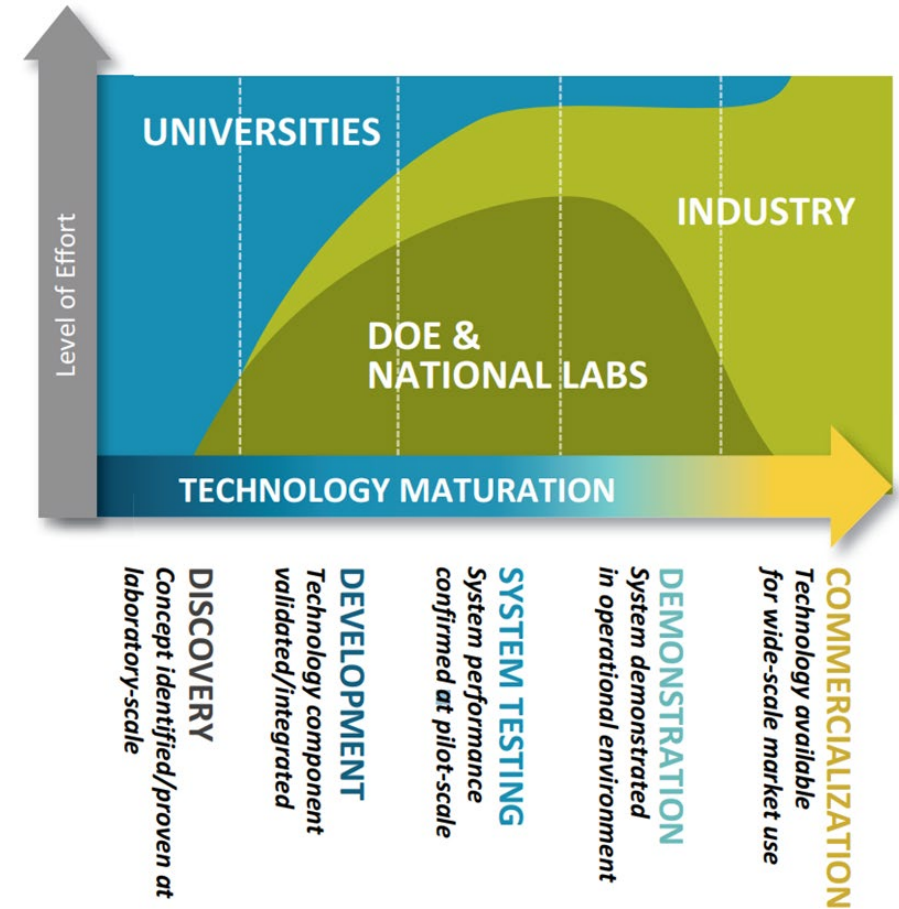 UNIVERSITIES
INDUSTRY
Level of Effort
DOE &
NATIONAL LABS
TECHNOLOGY MATURATION
DISCOVERY
Concept identified/proven at
laboratory-scale
DEVELOPMENT
Technology component
validated/integrated
SYSTEM TESTING
System performance
confirmed at pilot-scale
DEMONSTRATION
System demonstrated
in operational environment
COMMERCIALIZATION
Technology available
for wide-scale market use